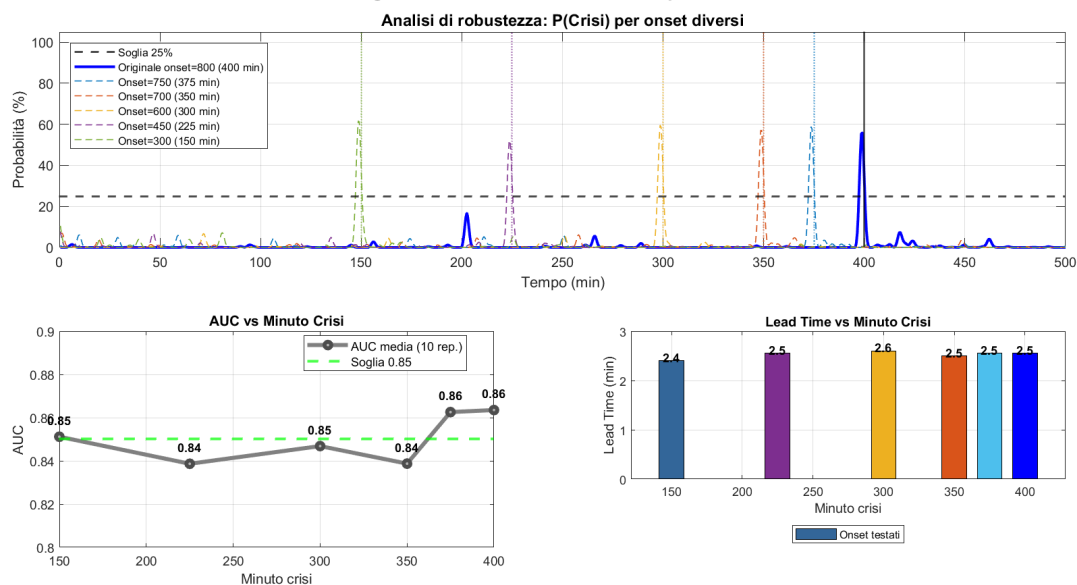 Analisi di robustezza: P(Crisi) per onset diversi
Probabilità (%)
100
80
60
40
20
0
Soglia 25%
Originale onset=800 (400 min)
Onset=750 (375 min)
Onset=700 (350 min)
Onset=600 (300 min)
Onset=450 (225 min)
Onset=300 (150 min)
0 50 100 150 200 250 300 350 400 450 500
Tempo (min)
AUC vs Minuto Crisi
AUC
0.9
0.88
0.86
0.84
0.82
0.8
AUC media (10 rep.)
Soglia 0.85
0.85 0.84 0.85 0.84 0.86 0.86
150 200 250 300 350 400
Minuto crisi
Lead Time vs Minuto Crisi
Lead Time (min)
3
2
1
0
2.4 2.5 2.6 2.5 2.5 2.5
150 200 250 300 350 400
Minuto crisi
Onset testati